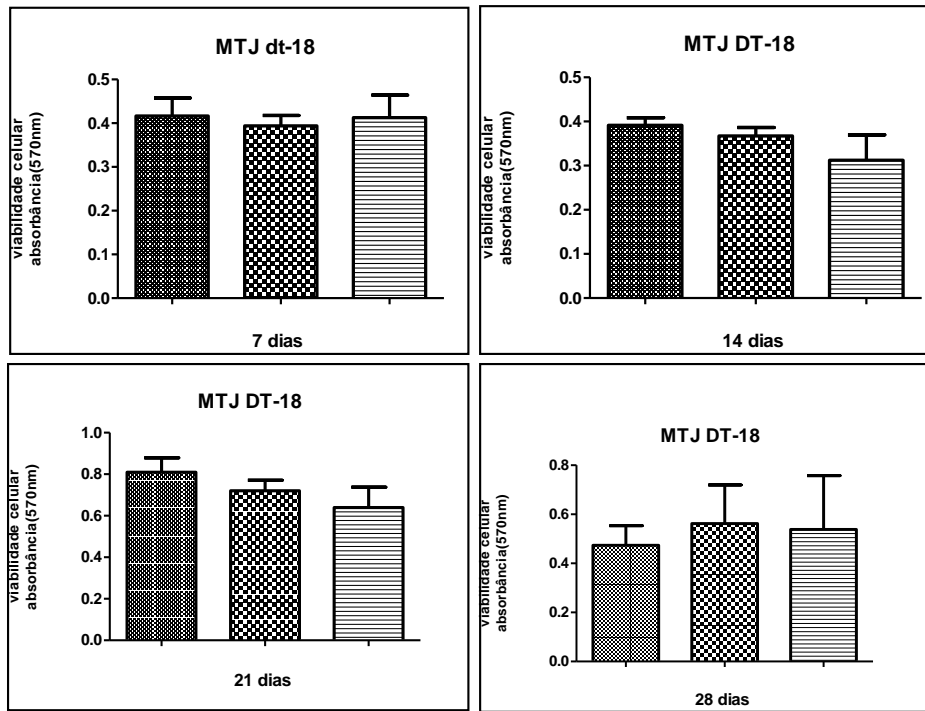 MTJ dt-18
viabilidade celular
absorbância(570nm)
0.5
0.4
0.3
0.2
0.1
0.0
7 dias
MTJ DT-18
viabilidade celular
absorbância(570nm)
0.5
0.4
0.3
0.2
0.1
0.0
14 dias
MTJ DT-18
viabilidade celular
absorbância(570nm)
1.0
0.8
0.6
0.4
0.2
0.0
21 dias
MTJ DT-18
viabilidade celular
absorbância(570nm)
0.8
0.6
0.4
0.2
0.0
28 dias